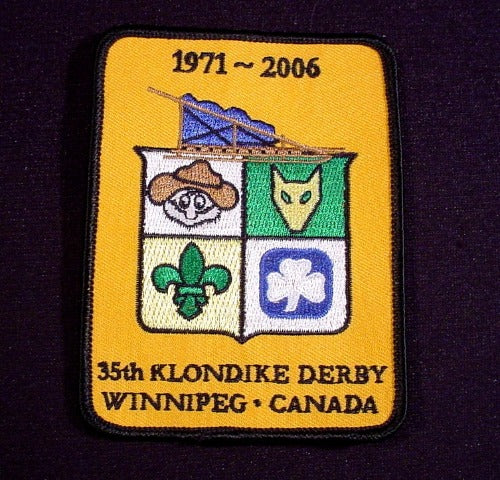 1971 ~ 2006
35th KLONDIKE DERBY
WINNIPEG • CANADA